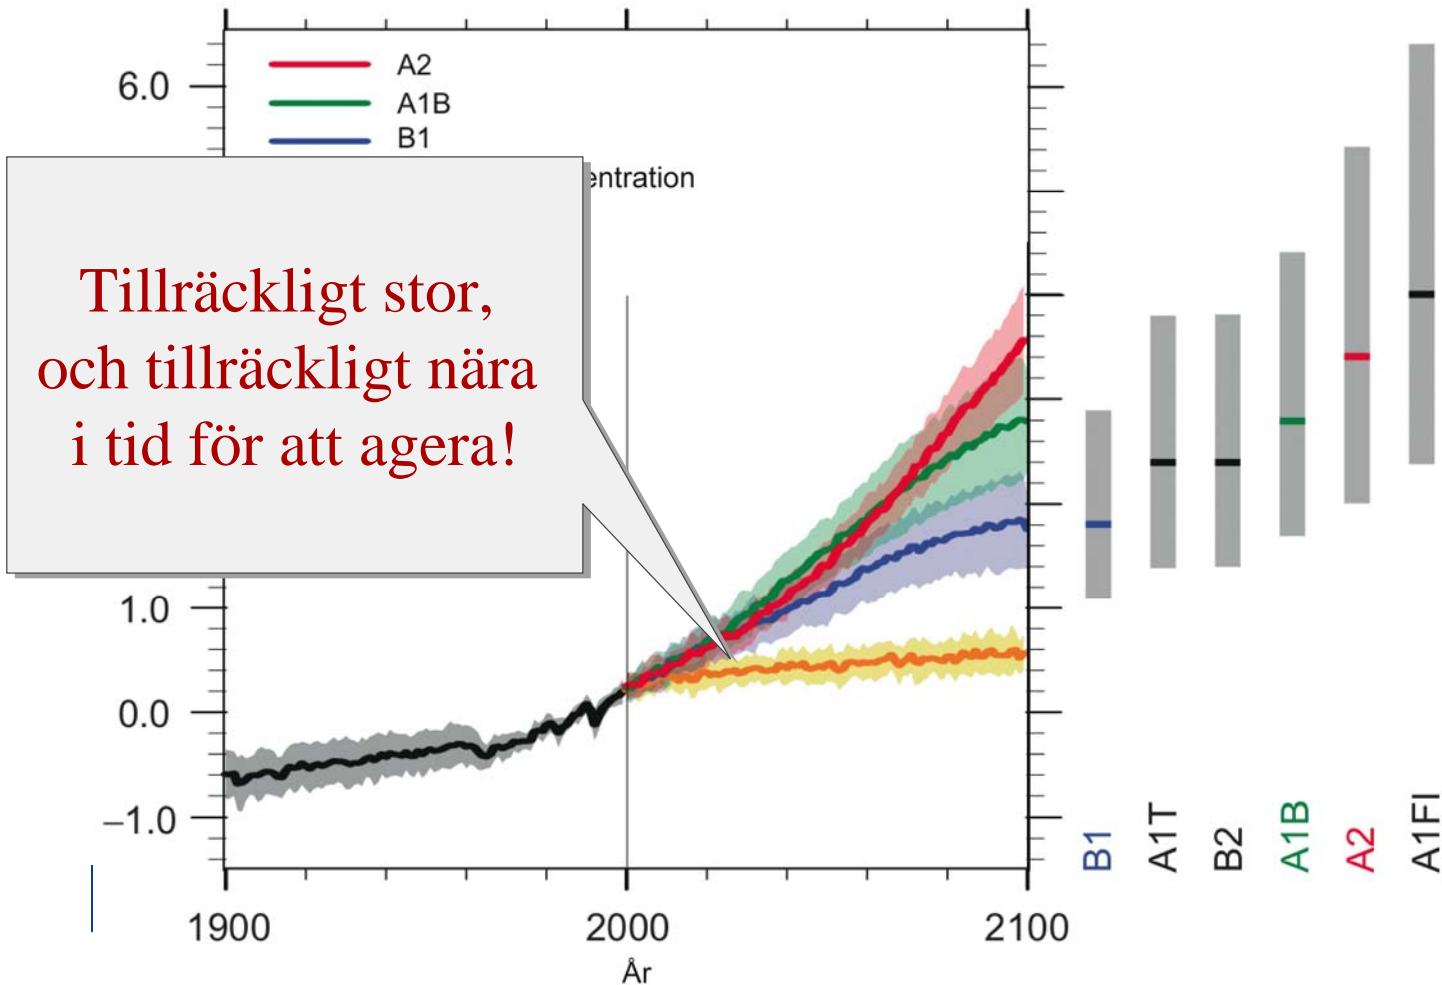 A2
6.0
A1B
B1
entration
Tillräckligt stor,
och tillräckligt nära
i tid för att agera!
1.0
0.0
–1.0
B1
A1T
B2
A1B
A2
A1FI
1900
2000
2100
År